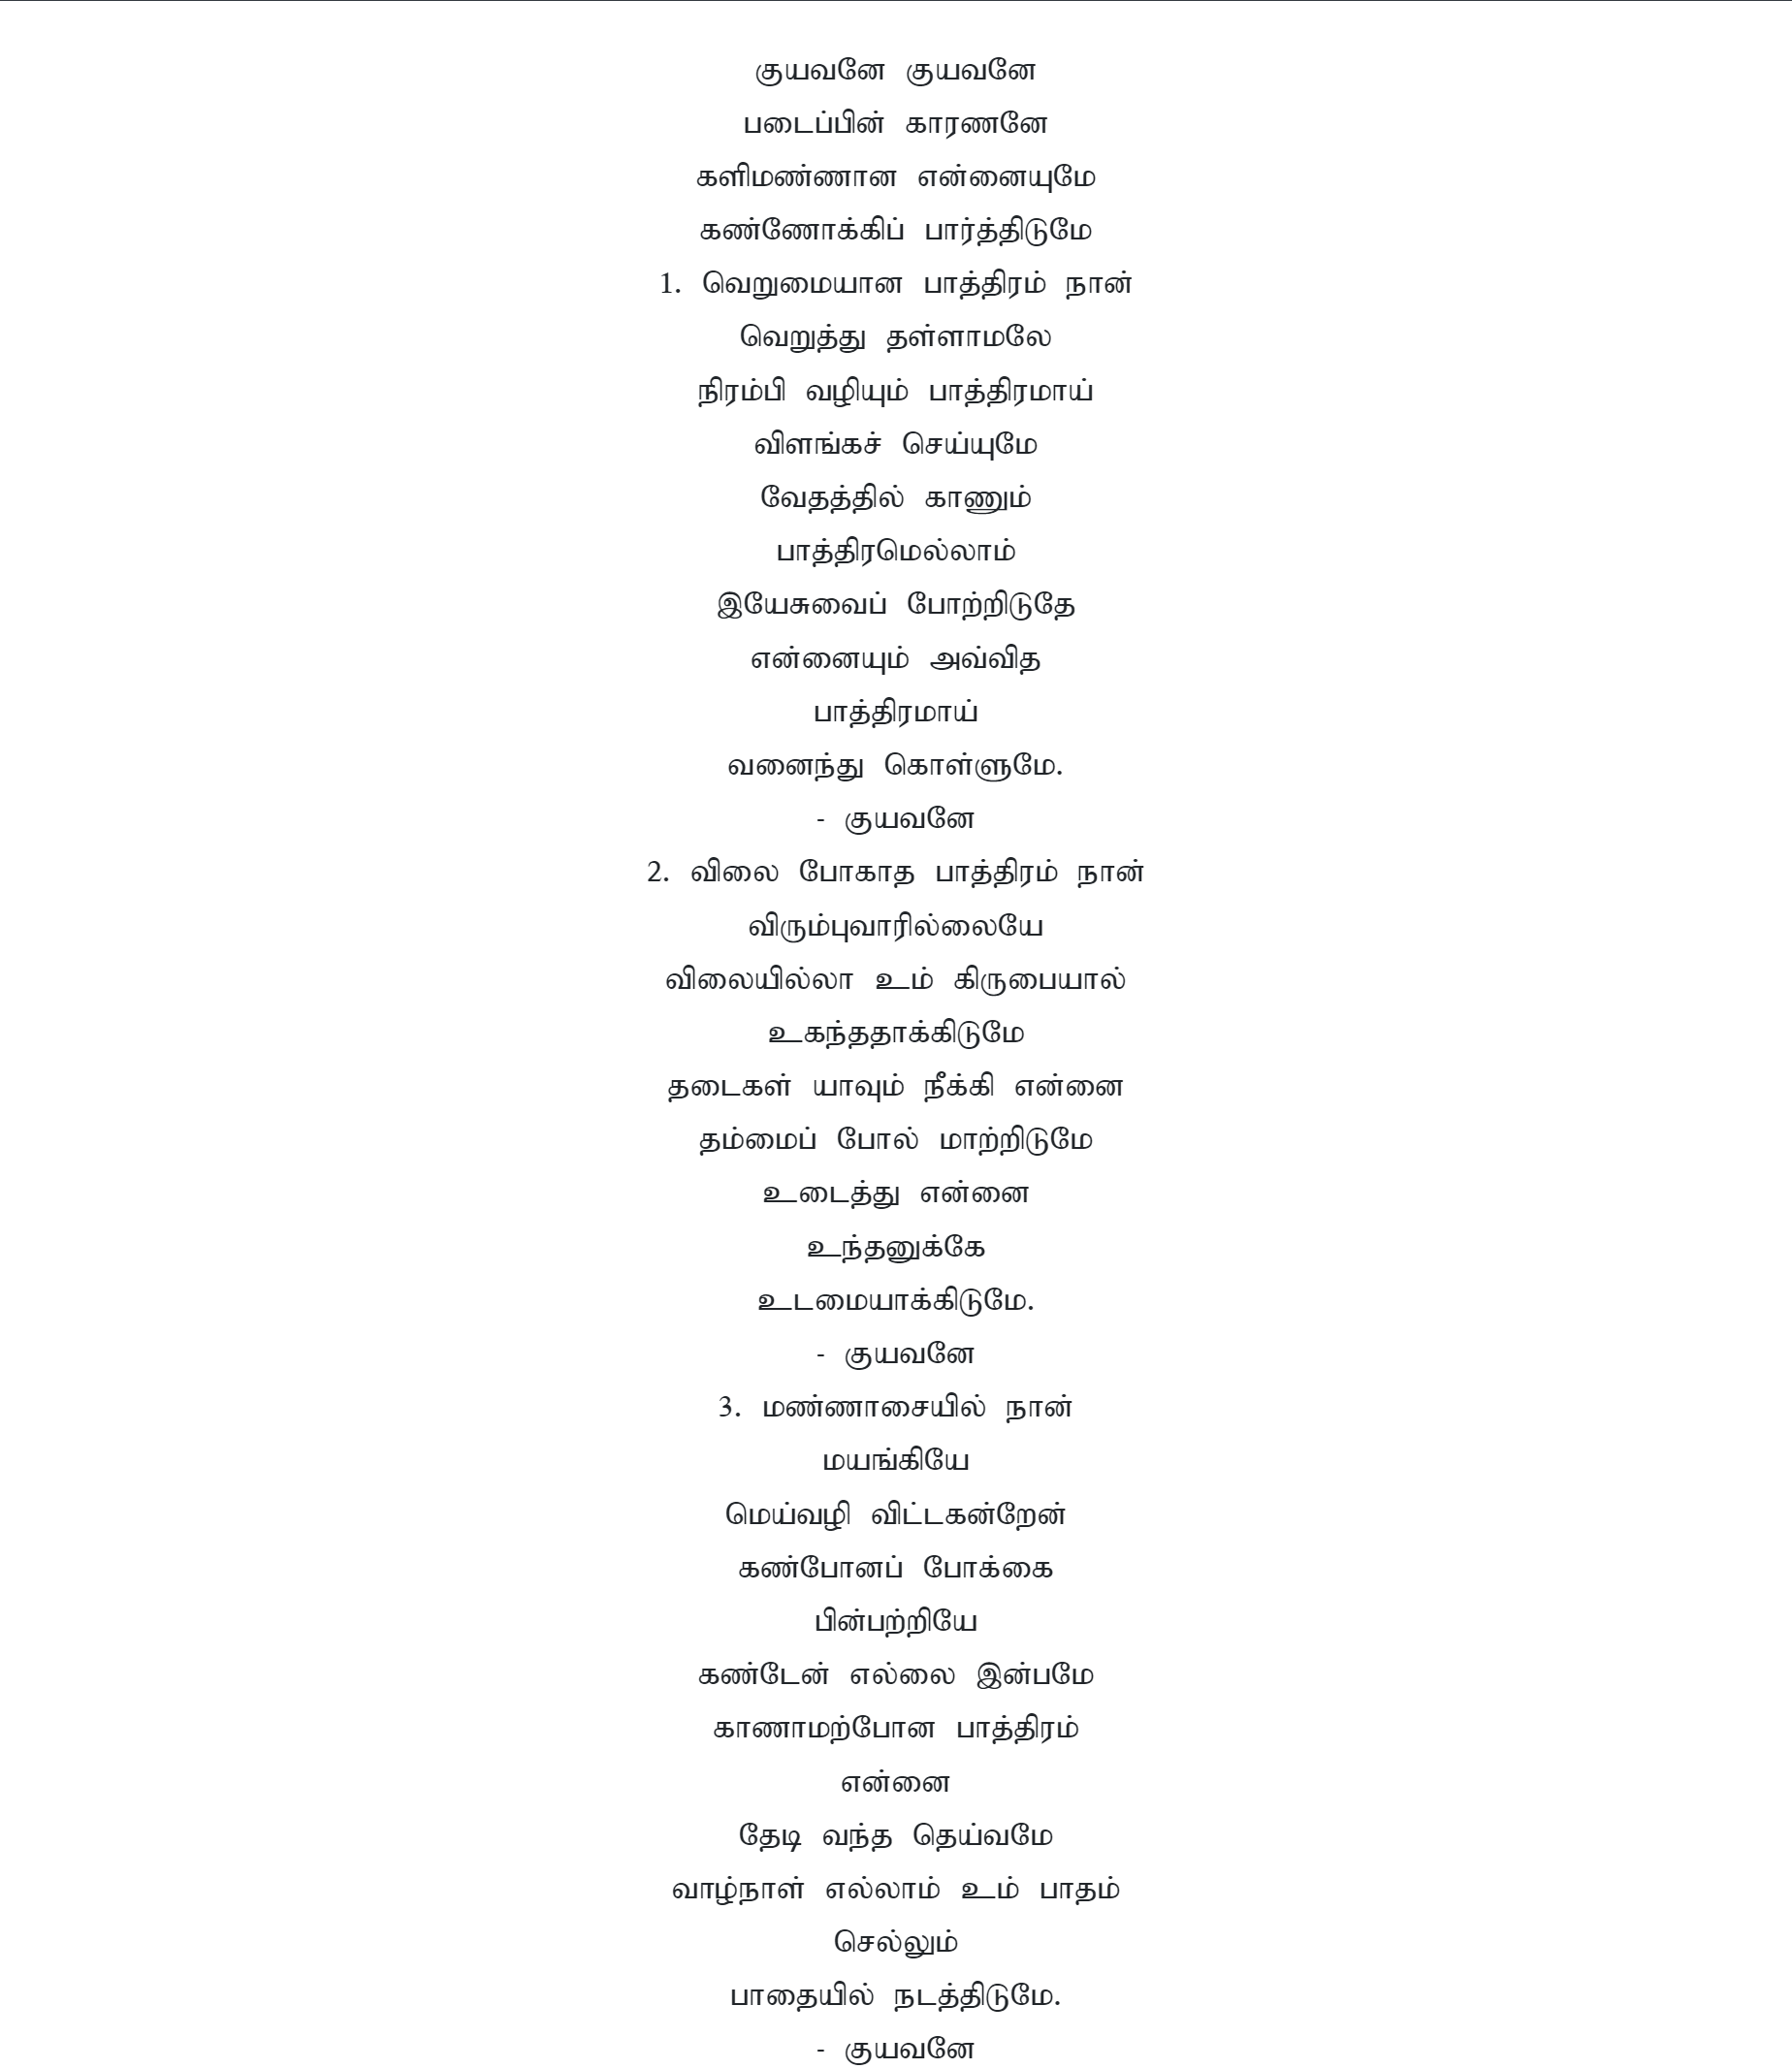 குயவனே குயவனே
படைப்பின் காரணனே
களிமண்ணான என்னையுமே
கண்ணோக்கிப் பார்த்திடுமே
1. வெறுமையான பாத்திரம் நான்
வெறுத்து தள்ளாமலே
நிரம்பி வழியும் பாத்திரமாய்
விளங்கச் செய்யுமே
வேதத்தில் காணும்
பாத்திரமெல்லாம்
இயேசுவைப் போற்றிடுதே
என்னையும் அவ்வித
பாத்திரமாய்
வனைந்து கொள்ளுமே.
- குயவனே
2. விலை போகாத பாத்திரம் நான்
விரும்புவாரில்லையே
விலையில்லா உம் கிருபையால்
உகந்ததாக்கிடுமே
தடைகள் யாவும் நீக்கி என்னை
தம்மைப் போல் மாற்றிடுமே
உடைத்து என்னை
உந்தனுக்கே
உடமையாக்கிடுமே.
- குயவனே
3. மண்ணாசையில் நான்
மயங்கியே
மெய்வழி விட்டகன்றேன்
கண்போனப் போக்கை
பின்பற்றியே
கண்டேன் எல்லை இன்பமே
காணாமற்போன பாத்திரம்
என்னை
தேடி வந்த தெய்வமே
வாழ்நாள் எல்லாம் உம் பாதம்
செல்லும்
பாதையில் நடத்திடுமே.
- குயவனே